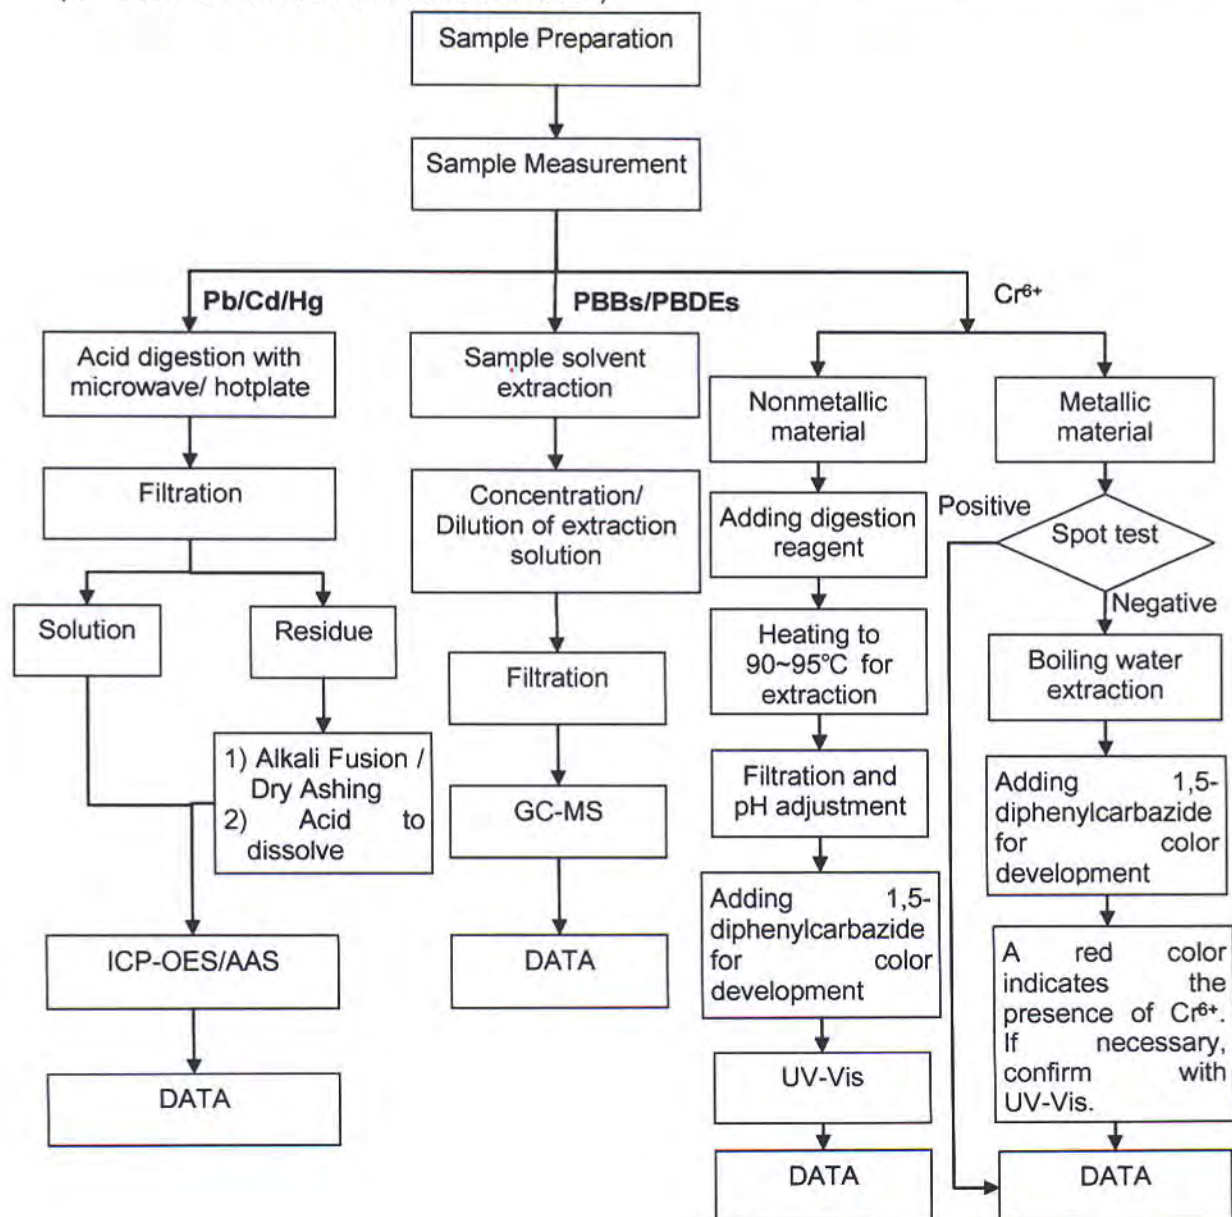 Sample Preparation
Sample Measurement
Pb/Cd/Hg
PBBs/PBDEs
Cr⁶⁺
Acid digestion with
microwave/ hotplate
Filtration
Solution
Residue
1) Alkali Fusion /
Dry Ashing
2) Acid to
dissolve
ICP-OES/AAS
DATA
Sample solvent
extraction
Concentration/
Dilution of extraction
solution
Filtration
GC-MS
DATA
Nonmetallic
material
Adding digestion
reagent
Heating to
90~95℃ for
extraction
Filtration and
pH adjustment
Adding 1,5-
diphenylcarbazide
for color
development
UV-Vis
DATA
Metallic
material
Positive
Spot test
Negative
Boiling water
extraction
Adding 1,5-
diphenylcarbazide
for color
development
A red color
indicates the
presence of Cr⁶⁺.
If necessary,
confirm with
UV-Vis.
DATA